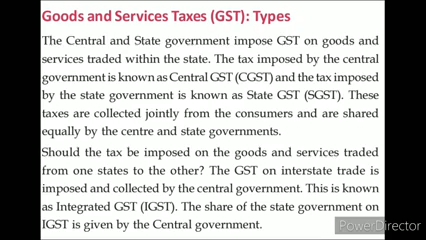 Goods and Services Taxes (GST): Types
The Central and State government impose GST on goods and
services traded within the state. The tax imposed by the central
government is known as Central GST (CGST) and the tax imposed
by the state government is known as State GST (SGST). These
taxes are collected jointly from the consumers and are shared
equally by the centre and state governments.
Should the tax be imposed on the goods and services traded
from one states to the other? The GST on interstate trade is
imposed and collected by the central government. This is known
as Integrated GST (IGST). The share of the state government on
IGST is given by the Central government.
PowerDirector